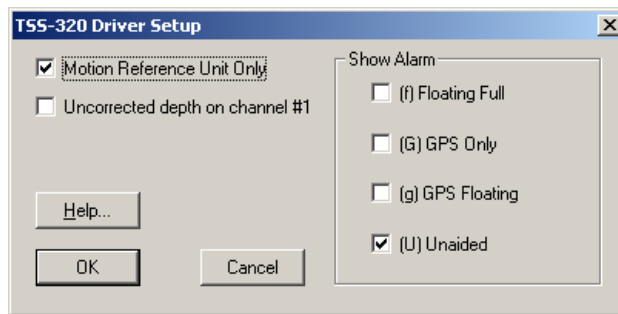 TSS-320 Driver Setup
Motion Reference Unit Only
Uncorrected depth on channel #1
Help...
OK
Cancel
Show Alarm
(f) Floating Full
(G) GPS Only
(g) GPS Floating
(U) Unaided